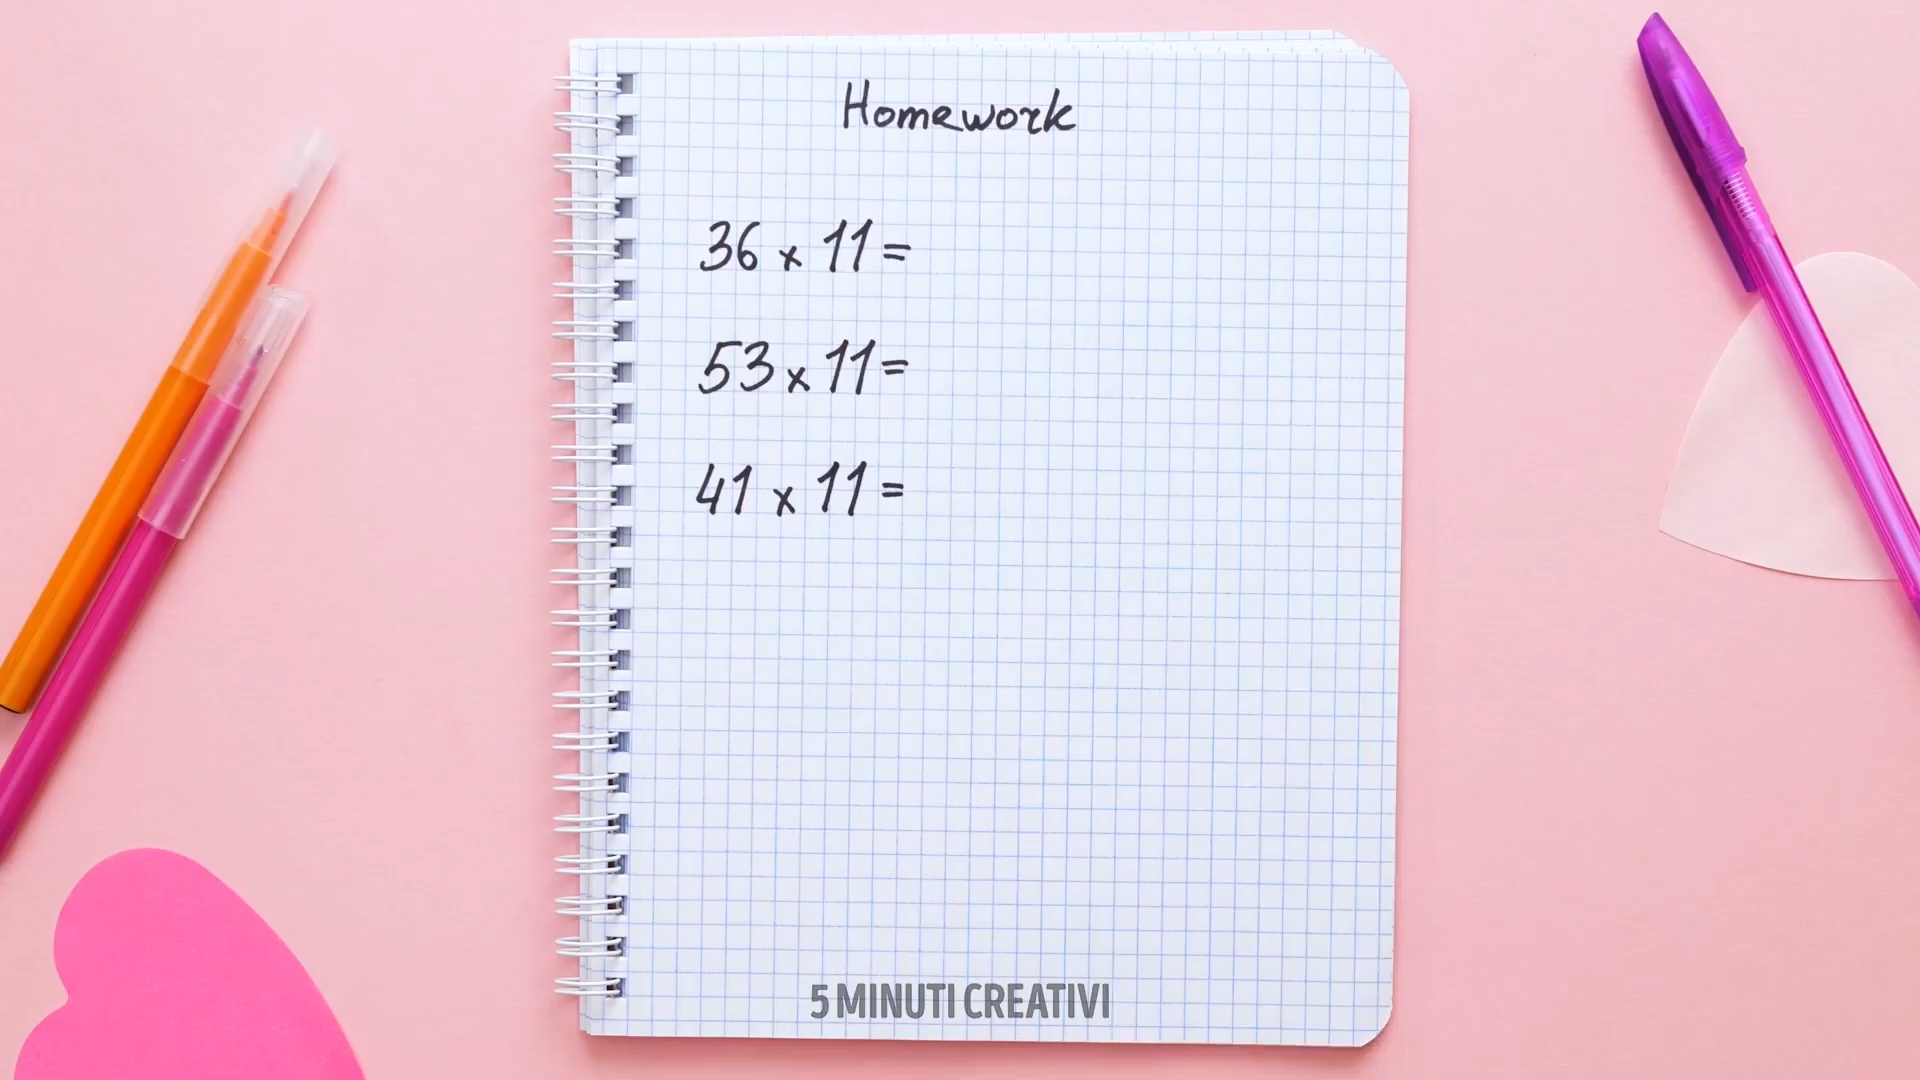 Homework
36 x 11 =
53 x 11 =
41 x 11 =
5 MINUTI CREATIVI